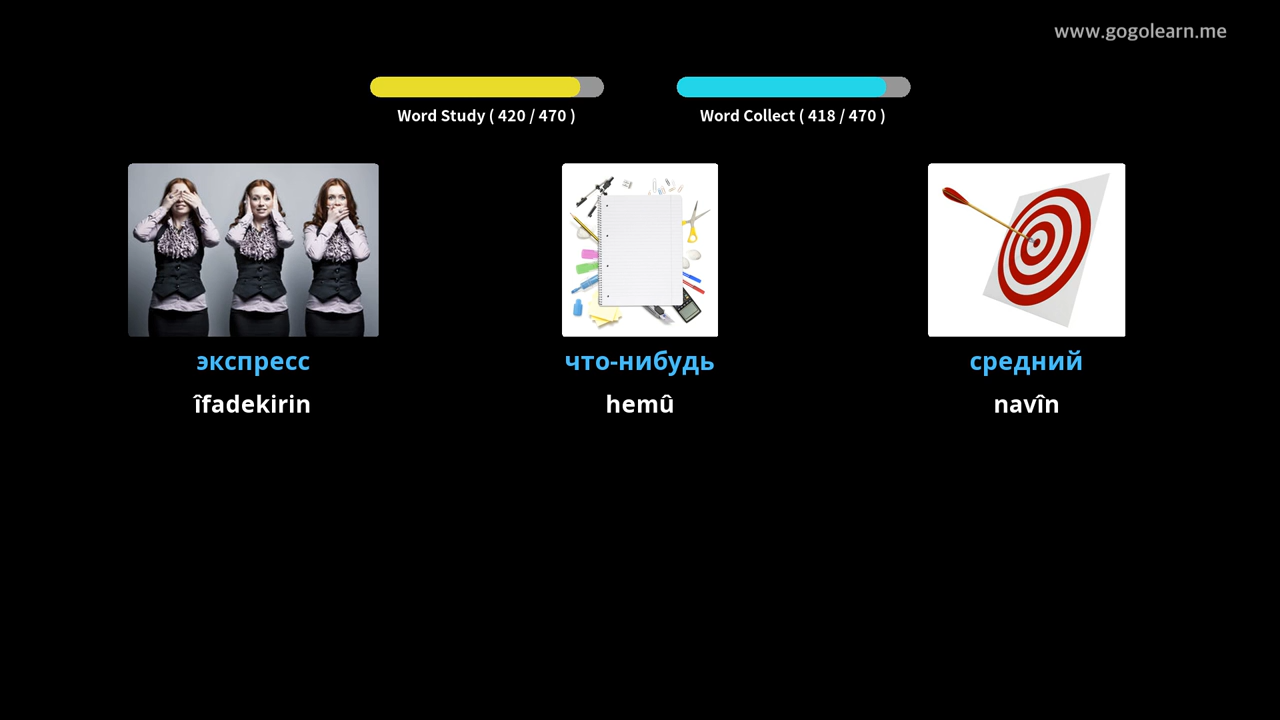 www.gogolearn.me
Word Study ( 420 / 470 )
Word Collect ( 418 / 470 )
экспресс
что-нибудь
средний
îfadekirin
hemû
navîn